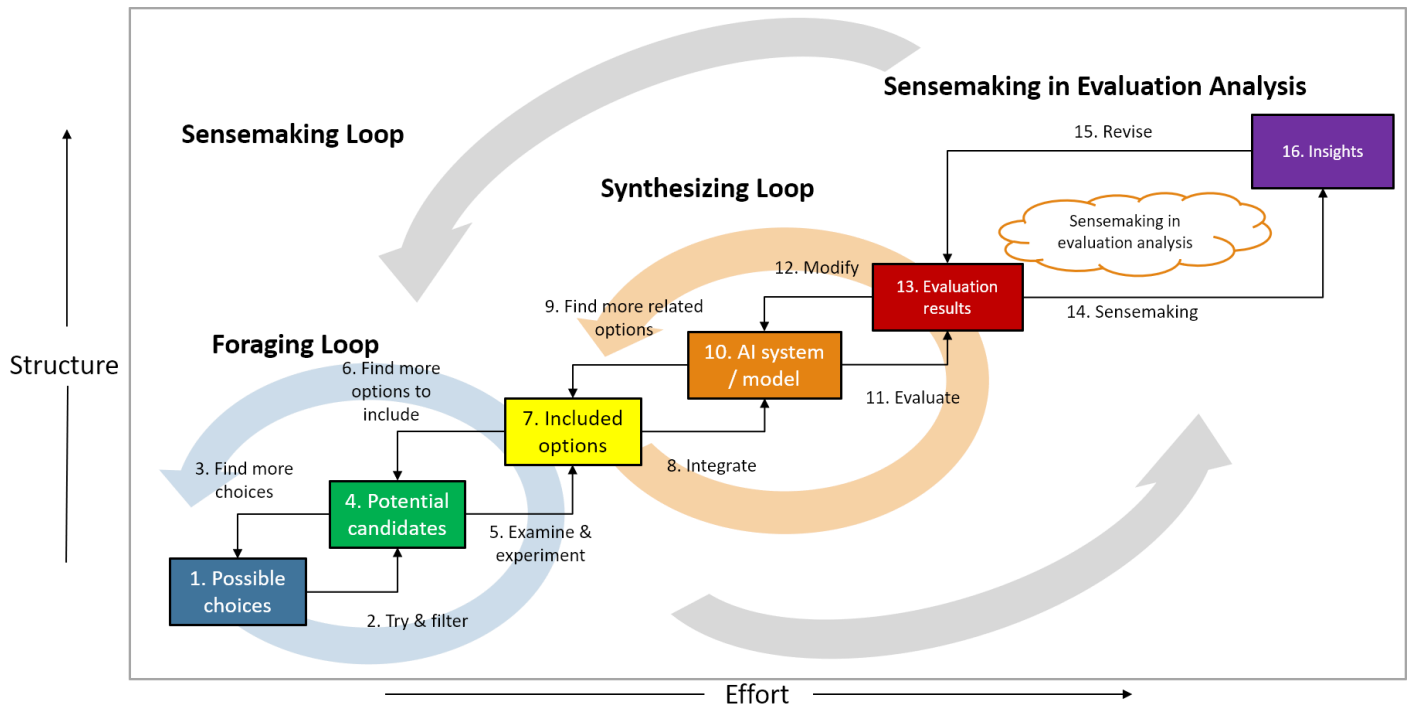 Sensemaking in Evaluation Analysis
Sensemaking Loop
15. Revise
16. Insights
Synthesizing Loop
Sensemaking in
evaluation analysis
12. Modify
13. Evaluation
results
14. Sensemaking
9. Find more related
options
Foraging Loop
10. AI system
/ model
11. Evaluate
Structure
6. Find more
options to
include
7. Included
options
8. Integrate
3. Find more
choices
4. Potential
candidates
5. Examine &
experiment
1. Possible
choices
2. Try & filter
Effort